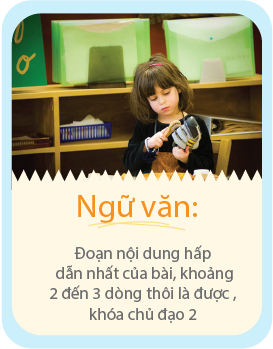 Ngữ văn:
Đoạn nội dung hấp
dẫn nhất của bài, khoảng
2 đến 3 dòng thôi là được ,
khóa chủ đạo 2